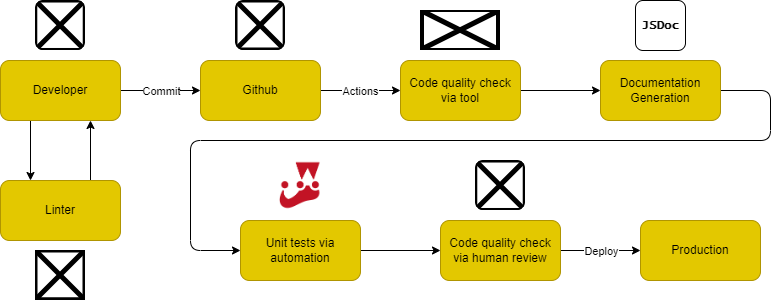 JSDoc
Developer
Commit
Github
Actions
Code quality check
via tool
Documentation
Generation
Linter
Unit tests via
automation
Code quality check
via human review
Deploy
Production